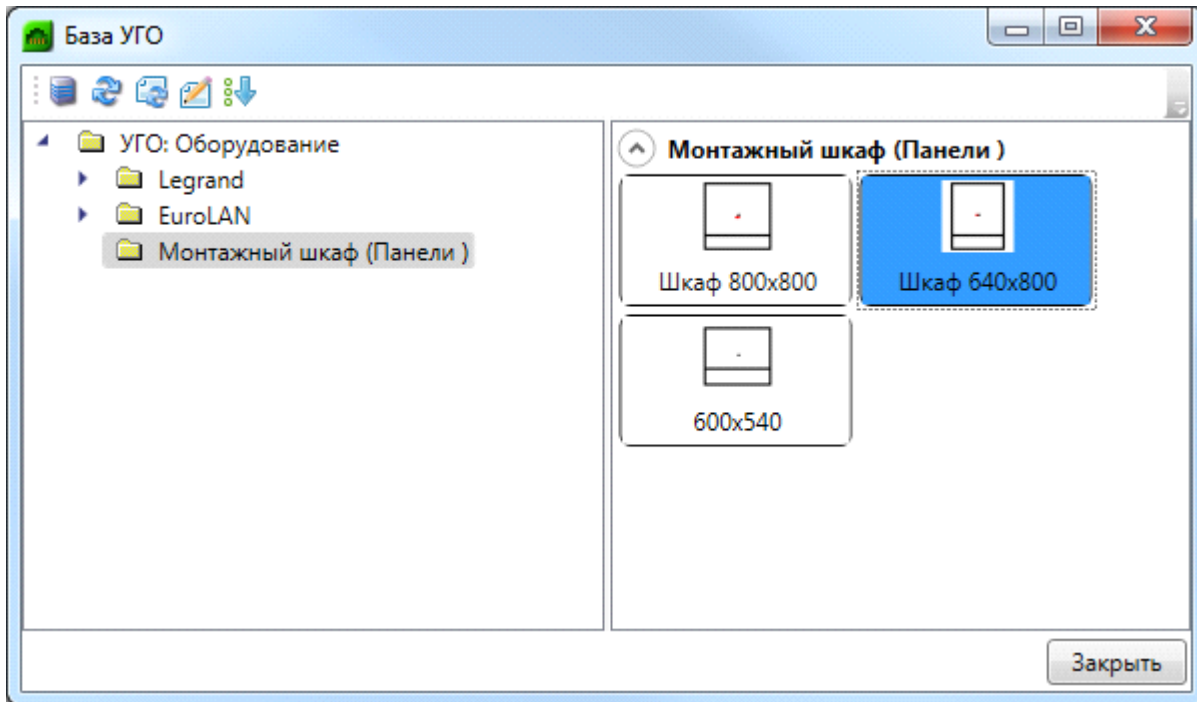 База УГО
УГО: Оборудование
Legrand
EuroLAN
Монтажный шкаф (Панели )
Монтажный шкаф (Панели )
Шкаф 800x800
Шкаф 640x800
600x540
Закрыть